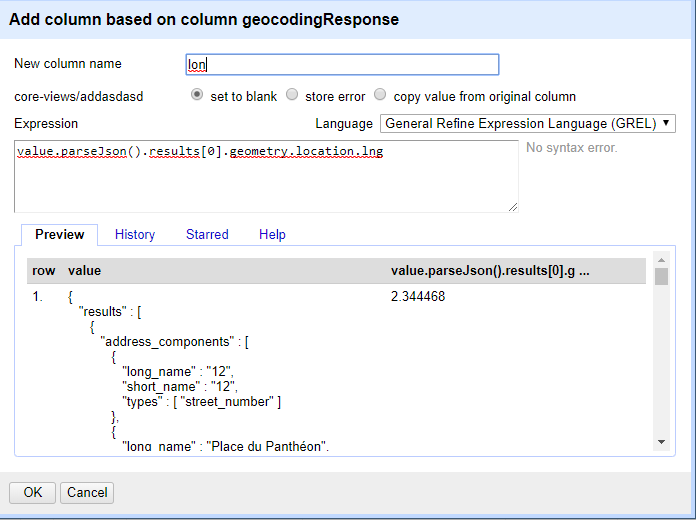 Add column based on column geocodingResponse
New column name lon
core-views/addasdasd set to blank store error copy value from original column
Expression Language General Refine Expression Language (GREL)
value.parseJson().results[0].geometry.location.lng No syntax error.
Preview History Starred Help
row value value.parseJson().results[0].g ...
1. { 2.344468
"results" : [
{
"address_components" : [
{
"long_name" : "12",
"short_name" : "12",
"types" : [ "street_number" ]
},
{
"long_name" : "Place du Panthéon",
OK Cancel